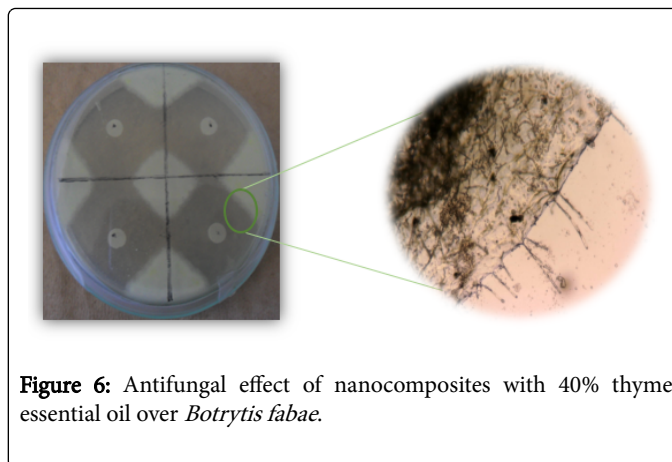 Figure 6: Antifungal effect of nanocomposites with 40% thyme
essential oil over Botrytis fabae.